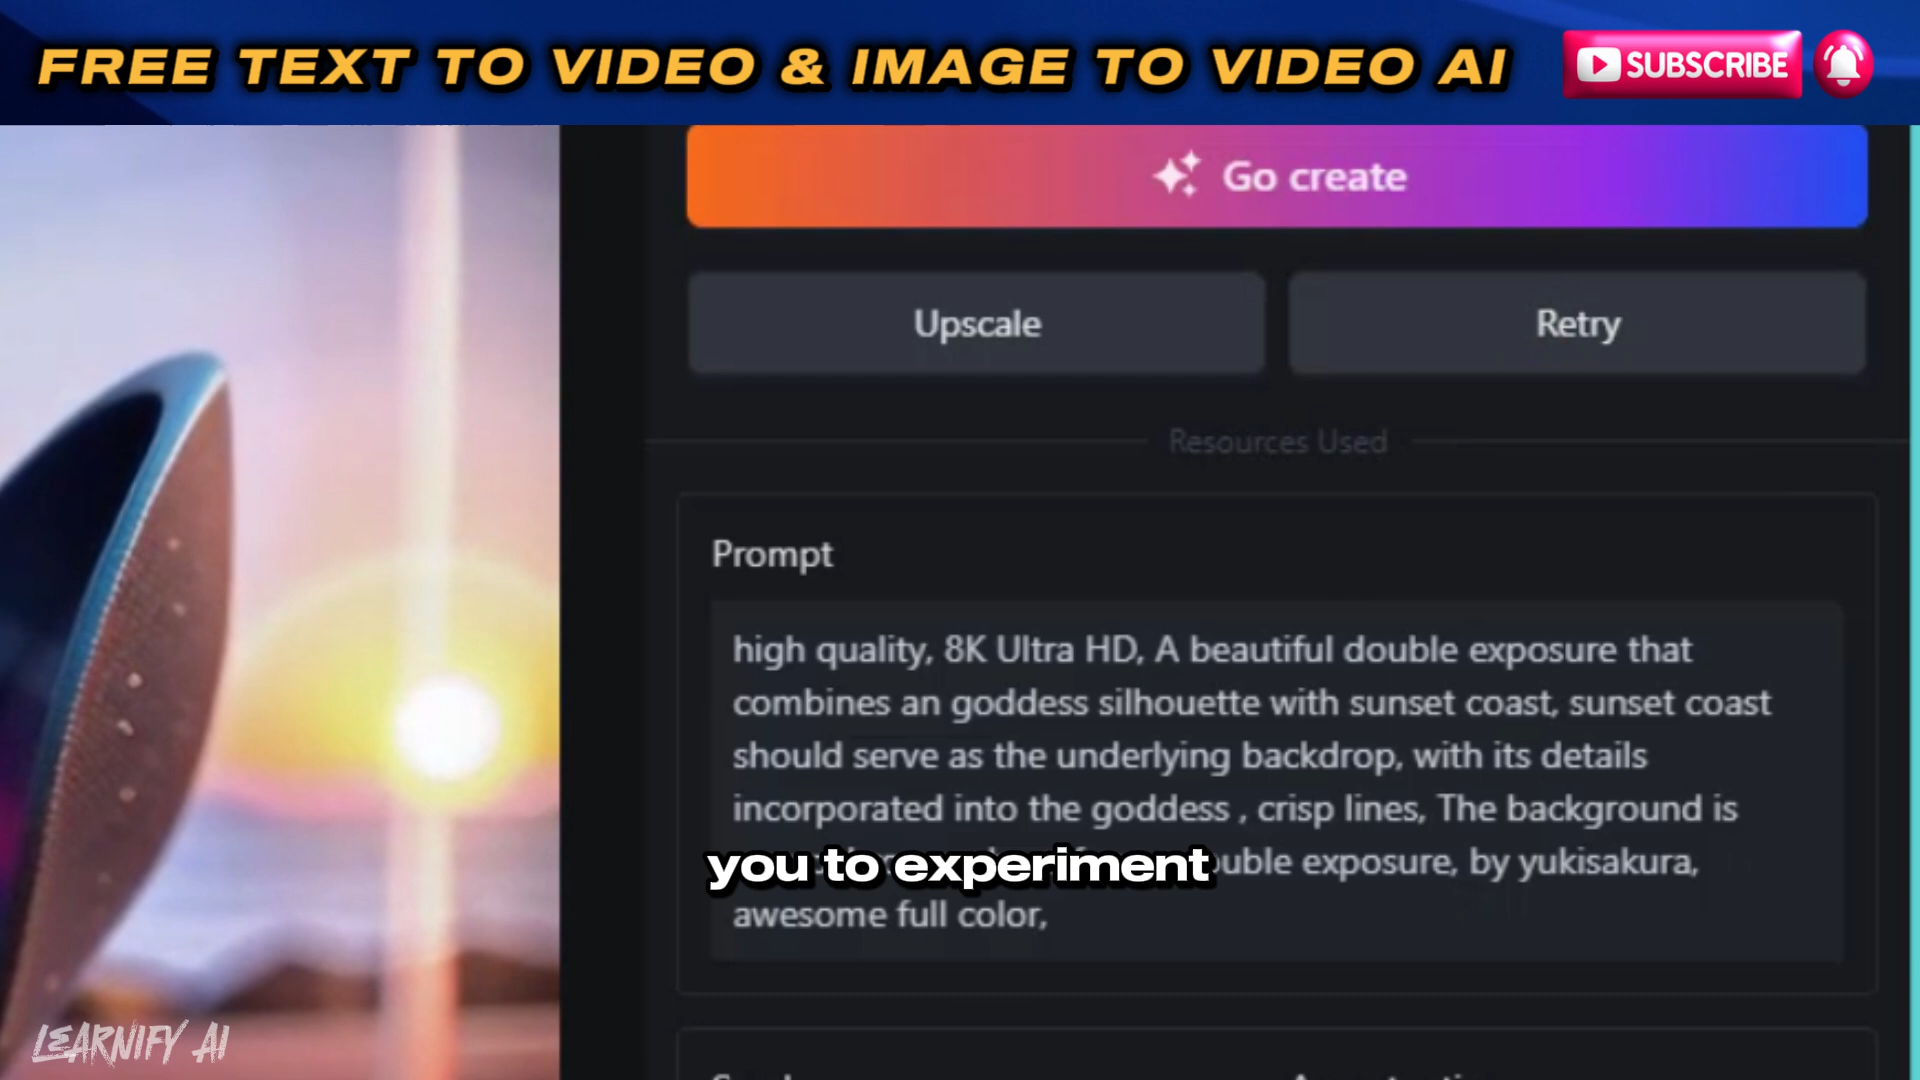 FREE TEXT TO VIDEO & IMAGE TO VIDEO AI
SUBSCRIBE
Go create
Upscale
Retry
Resources Used
Prompt
high quality, 8K Ultra HD, A beautiful double exposure that
combines an goddess silhouette with sunset coast, sunset coast
should serve as the underlying backdrop, with its details
incorporated into the goddess , crisp lines, The background is
you to experiment
exposure, by yukisakura,
awesome full color,
LEARNIFY AI